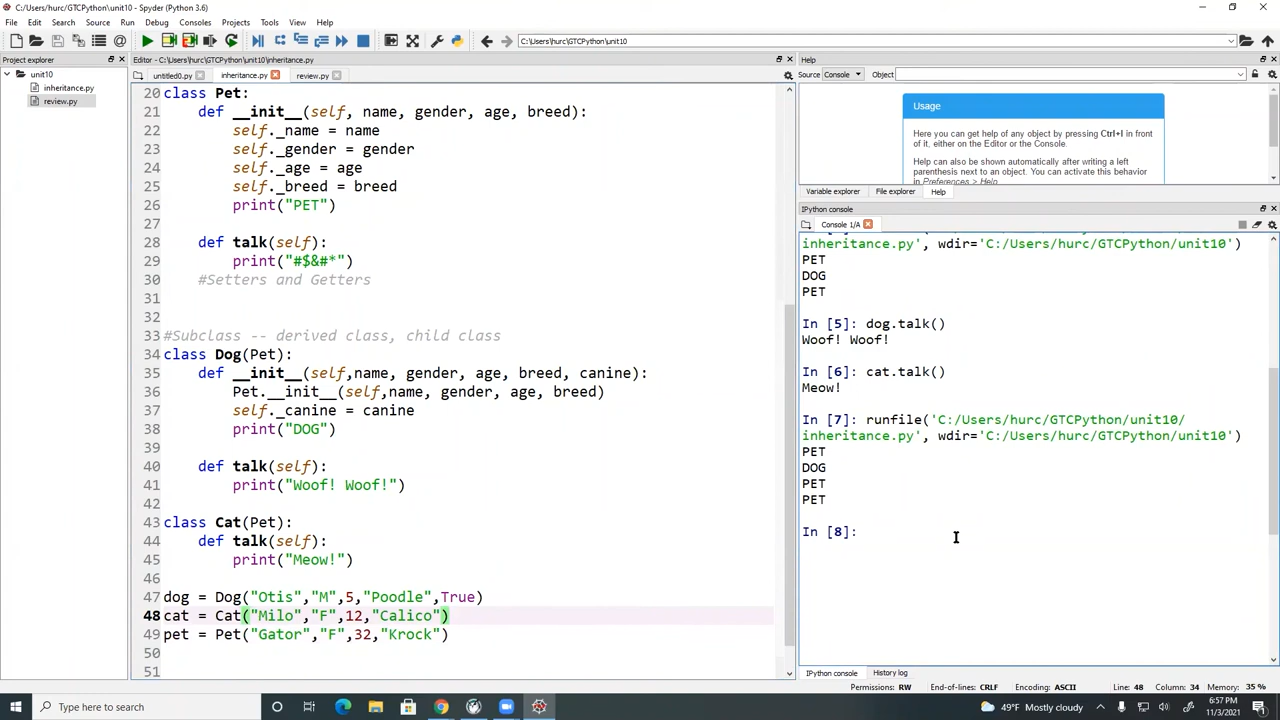 C:/Users/hurc/GTCPython/unit10/inheritance.py - Spyder (Python 3.6)
File Edit Search Source Run Debug Consoles Projects Tools View Help
C:\Users\hurc\GTCPython\unit10
Project explorer
unit10
inheritance.py
review.py
Editor - C:\Users\hurc\GTCPython\unit10\inheritance.py
untitled0.py inheritance.py review.py
20 class Pet:
21 def __init__(self, name, gender, age, breed):
22 self._name = name
23 self._gender = gender
24 self._age = age
25 self._breed = breed
26 print("PET")
27
28 def talk(self):
29 print("#$&#*")
30 #Setters and Getters
31
32
33 #Subclass -- derived class, child class
34 class Dog(Pet):
35 def __init__(self,name, gender, age, breed, canine):
36 Pet.__init__(self,name, gender, age, breed)
37 self._canine = canine
38 print("DOG")
39
40 def talk(self):
41 print("Woof! Woof!")
42
43 class Cat(Pet):
44 def talk(self):
45 print("Meow!")
46
47 dog = Dog("Otis","M",5,"Poodle",True)
48 cat = Cat("Milo","F",12,"Calico")
49 pet = Pet("Gator","F",32,"Krock")
50
51
Help
Source Console Object
Usage
Here you can get help of any object by pressing Ctrl+I in front
of it, either on the Editor or the Console.
Help can also be shown automatically after writing a left
parenthesis next to an object. You can activate this behavior
in Preferences > Help.
Variable explorer File explorer Help
IPython console
Console 1/A
inheritance.py', wdir='C:/Users/hurc/GTCPython/unit10')
PET
DOG
PET
In [5]: dog.talk()
Woof! Woof!
In [6]: cat.talk()
Meow!
In [7]: runfile('C:/Users/hurc/GTCPython/unit10/
inheritance.py', wdir='C:/Users/hurc/GTCPython/unit10')
PET
DOG
PET
PET
In [8]:
IPython console History log
Permissions: RW End-of-lines: CRLF Encoding: ASCII Line: 48 Column: 34 Memory: 35 %
Type here to search
49°F Mostly cloudy
6:57 PM
11/3/2021